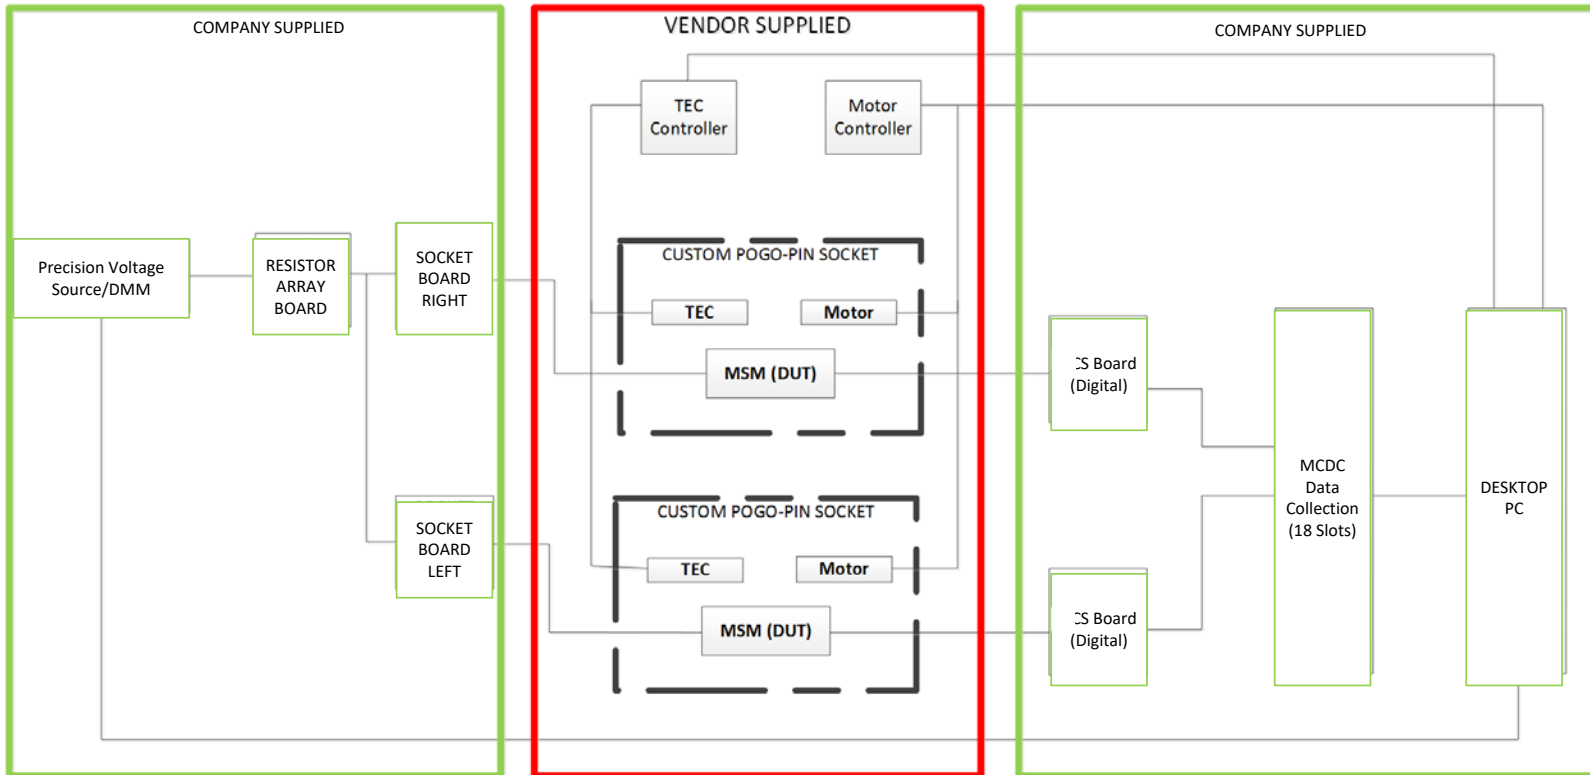 COMPANY SUPPLIED
VENDOR SUPPLIED
COMPANY SUPPLIED
TEC
Controller
Motor
Controller
Precision Voltage
Source/DMM
RESISTOR
ARRAY
BOARD
SOCKET
BOARD
RIGHT
CUSTOM POGO-PIN SOCKET
TEC
Motor
MSM (DUT)
CS Board
(Digital)
SOCKET
BOARD
LEFT
CUSTOM POGO-PIN SOCKET
TEC
Motor
MSM (DUT)
CS Board
(Digital)
MCDC
Data
Collection
(18 Slots)
DESKTOP
PC